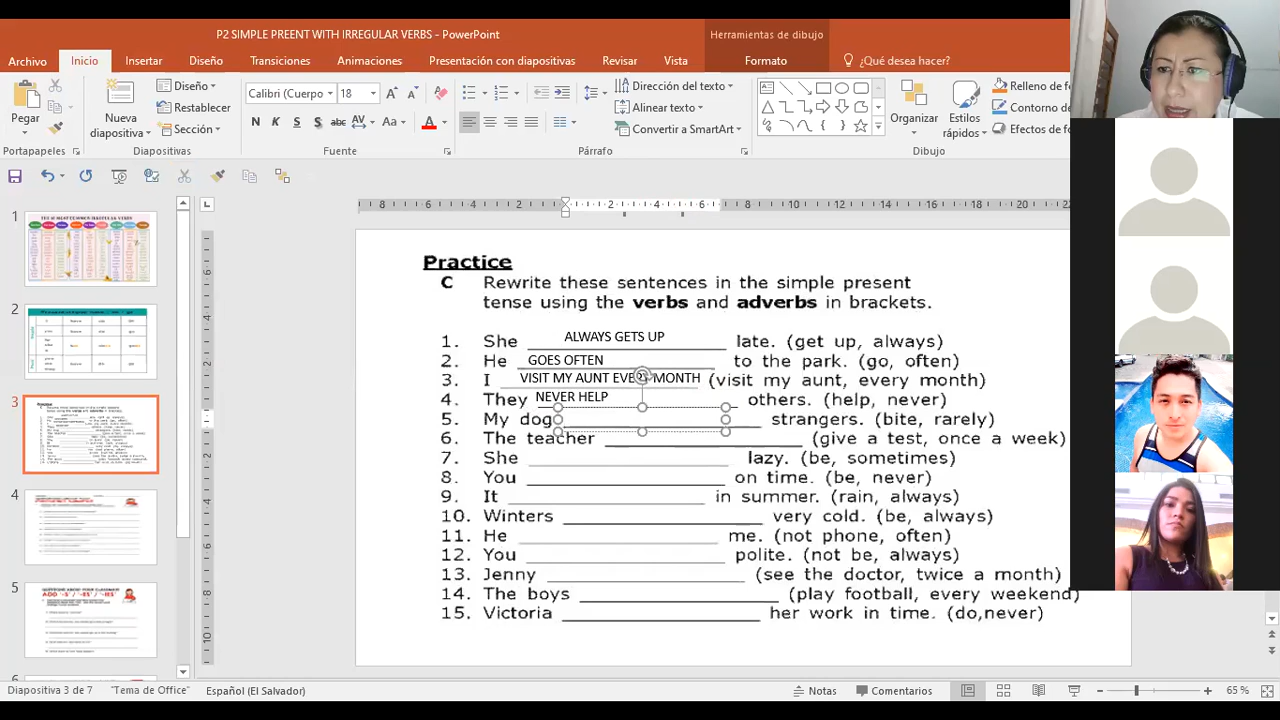 P2 SIMPLE PREENT WITH IRREGULAR VERBS - PowerPoint
Herramientas de dibujo
Archivo Inicio Insertar Diseño Transiciones Animaciones Presentación con diapositivas Revisar Vista Formato ¿Qué desea hacer?
Pegar
Nueva diapositiva
Diseño
Restablecer
Sección
Calibri (Cuerpo 18
N K S abc AV Aa A
Dirección del texto
Alinear texto
Convertir a SmartArt
Organizar
Estilos rápidos
Relleno de fo
Contorno de
Efectos de fo
Portapapeles Diapositivas Fuente Párrafo Dibujo
1
2
3
4
5
Practice
C Rewrite these sentences in the simple present
tense using the verbs and adverbs in brackets.
1. She ALWAYS GETS UP late. (get up, always)
2. He GOES OFTEN to the park. (go, often)
3. I VISIT MY AUNT EVERY MONTH (visit my aunt, every month)
4. They NEVER HELP others. (help, never)
5. My dog strangers. (bite, rarely)
6. The teacher (give a test, once a week)
7. She lazy. (be, sometimes)
8. You on time. (be, never)
9. It in summer. (rain, always)
10. Winters very cold. (be, always)
11. He me. (not phone, often)
12. You polite. (not be, always)
13. Jenny (see the doctor, twice a month)
14. The boys (play football, every weekend)
15. Victoria her work in time. (do,never)
Diapositiva 3 de 7 "Tema de Office" Español (El Salvador) Notas Comentarios 65 %